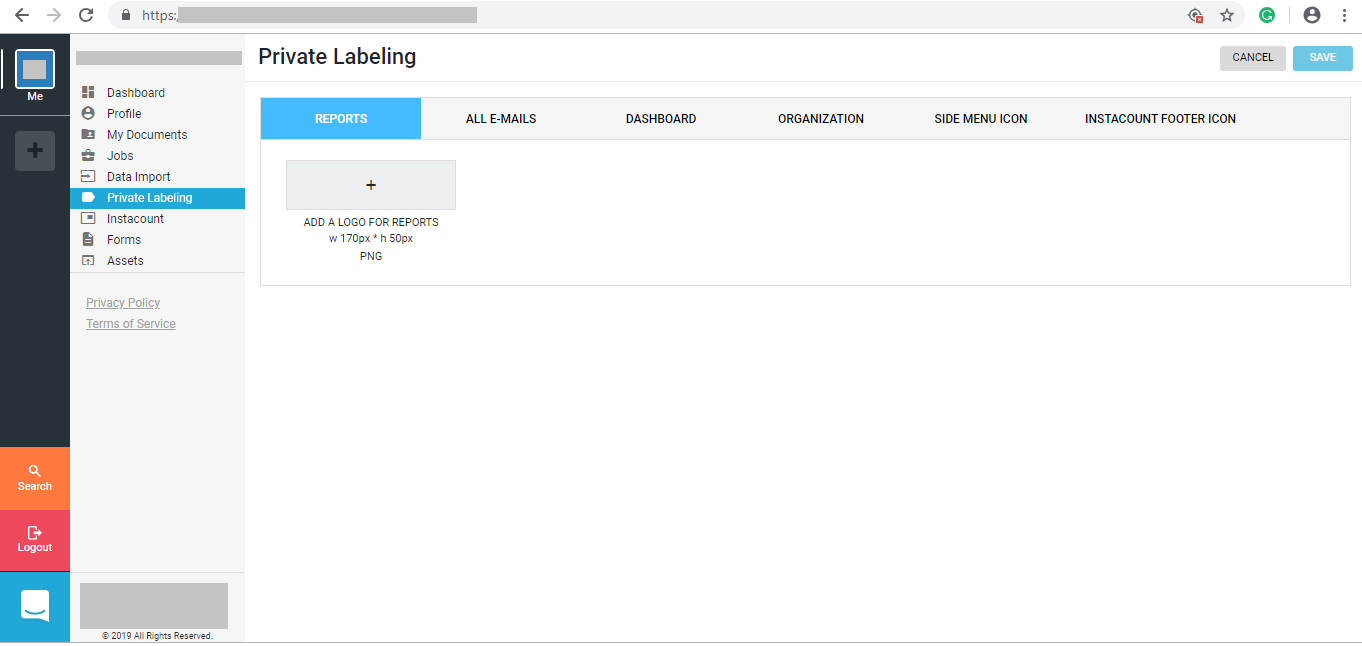 https:
Private Labeling
CANCEL
SAVE
Me
Dashboard
Profile
My Documents
Jobs
Data Import
Private Labeling
Instacount
Forms
Assets
Privacy Policy
Terms of Service
REPORTS
ALL E-MAILS
DASHBOARD
ORGANIZATION
SIDE MENU ICON
INSTACOUNT FOOTER ICON
+
ADD A LOGO FOR REPORTS
w 170px * h 50px
PNG
Search
Logout
© 2019 All Rights Reserved.